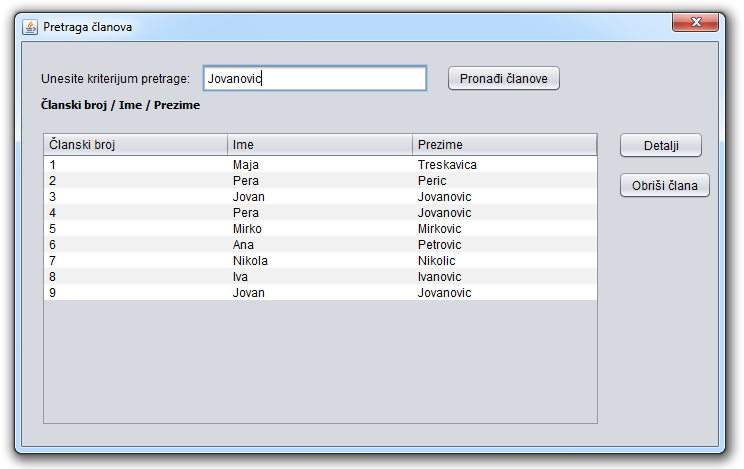 Pretraga članova
Unesite kriterijum pretrage: Jovanovic Pronađi članove
Članski broj / Ime / Prezime
Članski broj Ime Prezime Detalji
1 Maja Treskavica
2 Pera Peric Obriši člana
3 Jovan Jovanovic
4 Pera Jovanovic
5 Mirko Mirkovic
6 Ana Petrovic
7 Nikola Nikolic
8 Iva Ivanovic
9 Jovan Jovanovic